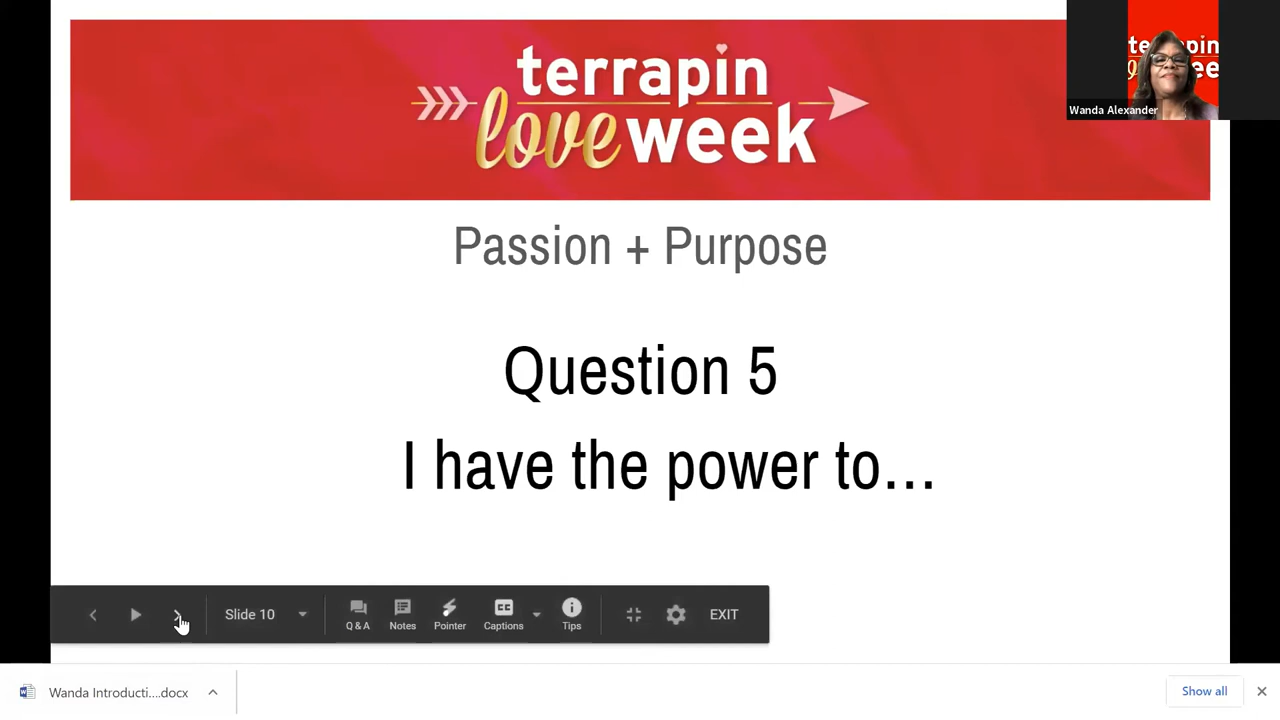 terrapin
love week
Passion + Purpose
Question 5
I have the power to...
Wanda Alexander
Slide 10
Q & A
Notes
Pointer
CC
Captions
Tips
EXIT
Wanda Introducti....docx
Show all